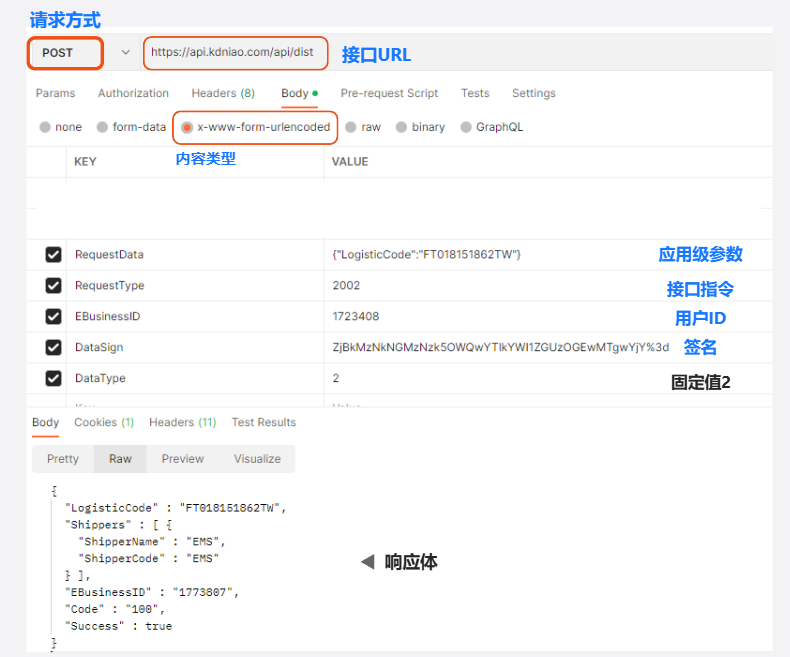 请求方式
POST https://api.kdniao.com/api/dist 接口URL
Params Authorization Headers (8) Body Pre-request Script Tests Settings
none form-data x-www-form-urlencoded raw binary GraphQL
内容类型
KEY VALUE
RequestData {"LogisticCode":"FT018151862TW"} 应用级参数
RequestType 2002 接口指令
EBusinessID 1723408 用户ID
DataSign ZjBkMzNkNGMzNzk5OWQwYTlkYWI1ZGUzOGEwMTgwYjY%3d 签名
DataType 2 固定值2
Body Cookies (1) Headers (11) Test Results
Pretty Raw Preview Visualize
{
"LogisticCode" : "FT018151862TW",
"Shippers" : [ {
"ShipperName" : "EMS",
"ShipperCode" : "EMS"
} ],
"EBusinessID" : "1773807",
"Code" : "100",
"Success" : true
}
响应体